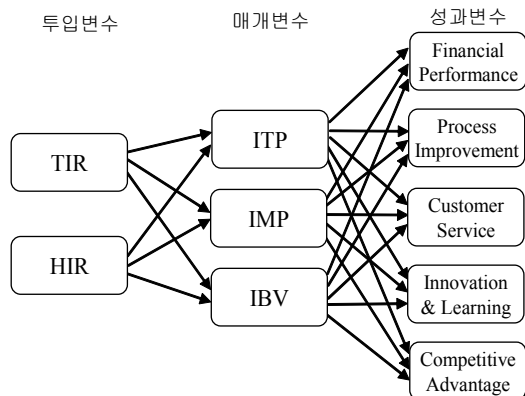 투입변수
매개변수
성과변수
TIR
HIR
ITP
IMP
IBV
Financial
Performance
Process
Improvement
Customer
Service
Innovation
& Learning
Competitive
Advantage